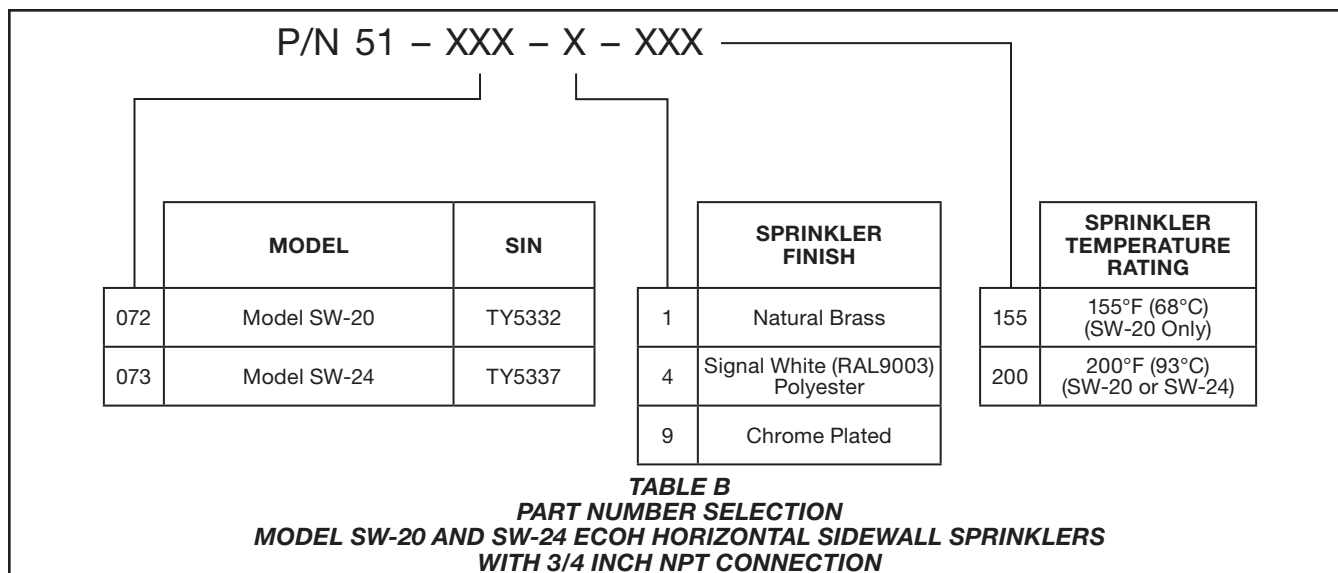 P/N 51 – XXX – X – XXX
MODEL SIN
072 Model SW-20 TY5332
073 Model SW-24 TY5337
SPRINKLER
FINISH
1 Natural Brass
4 Signal White (RAL9003)
Polyester
9 Chrome Plated
SPRINKLER
TEMPERATURE
RATING
155 155°F (68°C)
(SW-20 Only)
200 200°F (93°C)
(SW-20 or SW-24)
TABLE B
PART NUMBER SELECTION
MODEL SW-20 AND SW-24 ECOH HORIZONTAL SIDEWALL SPRINKLERS
WITH 3/4 INCH NPT CONNECTION